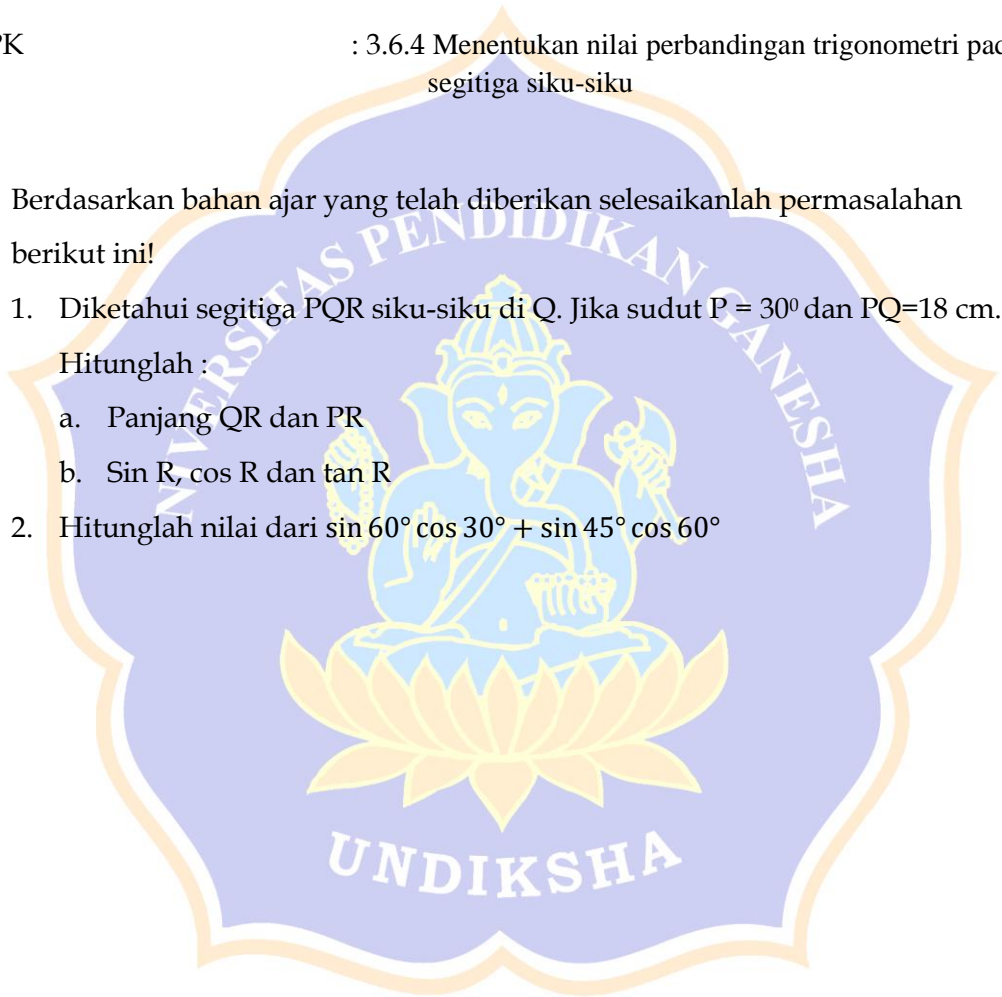 PK : 3.6.4 Menentukan nilai perbandingan trigonometri pad
segitiga siku-siku
Berdasarkan bahan ajar yang telah diberikan selesaikanlah permasalahan
berikut ini!
1. Diketahui segitiga PQR siku-siku di Q. Jika sudut P = 30⁰ dan PQ=18 cm.
Hitunglah :
a. Panjang QR dan PR
b. Sin R, cos R dan tan R
2. Hitunglah nilai dari sin 60° cos 30° + sin 45° cos 60°
NIVERSITAS PENDIDIKAN GANESHA
UNDIKSHA